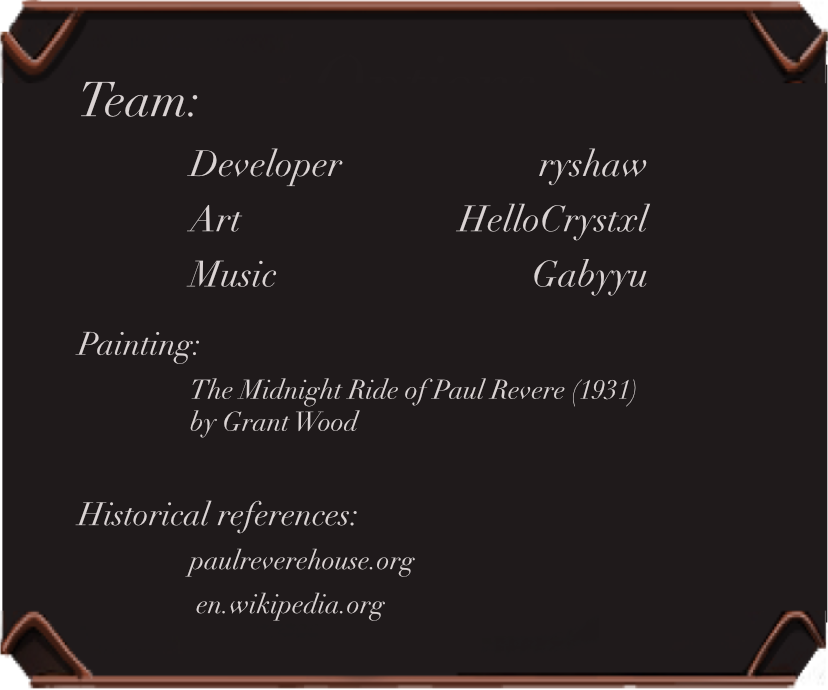 Team:
Developer ryshaw
Art HelloCrystxl
Music Gabyyu
Painting:
The Midnight Ride of Paul Revere (1931)
by Grant Wood
Historical references:
paulreverehouse.org
en.wikipedia.org